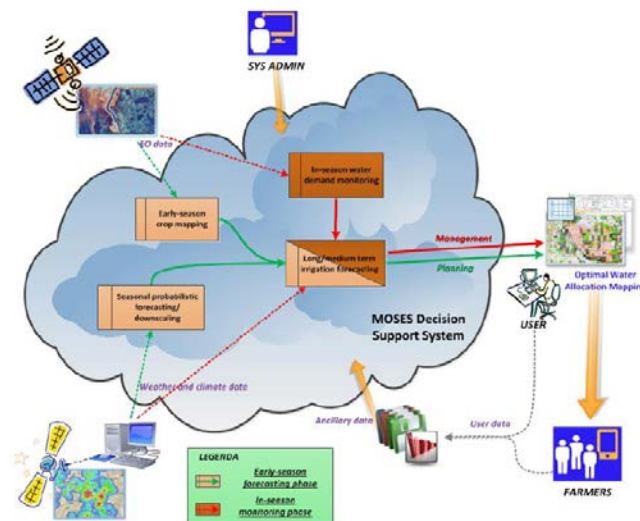 SYS ADMIN
EO data
In-season water
demand monitoring
Early-season
crop mapping
Long/medium term
irrigation forecasting
Management
Planning
Optimal Water
Allocation Mapping
Seasonal probabilistic
forecasting/
downscaling
USER
MOSES Decision
Support System
Weather and climate data
Ancillary data
User data
LEGENDA
Early-season
forecasting phase
In-season
monitoring phase
FARMERS